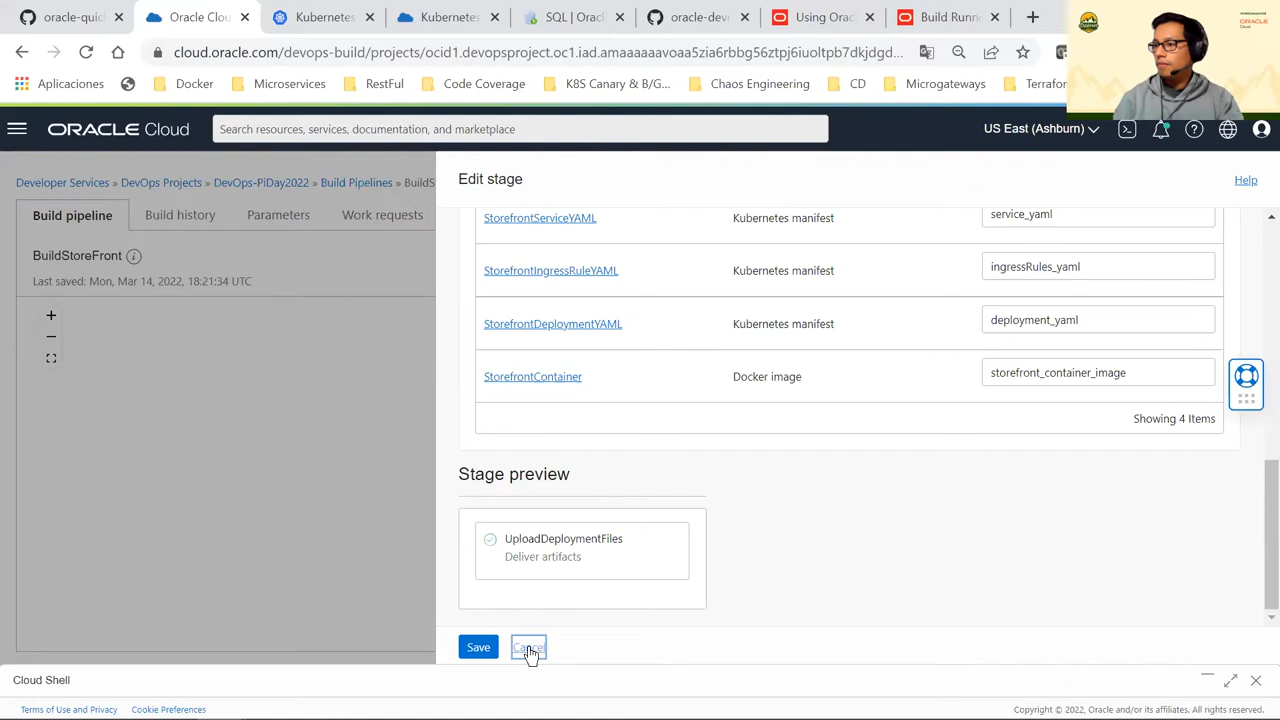 oracle-quic
Oracle Clou
Kubernetes
Kubernetes
Oracl
oracle-dev
Using Orac
Build Runn
cloud.oracle.com/devops-build/projects/ocid1.devopsproject.oc1.iad.amaaaaaavoaa5zia6rbbg56ztpj6iuoltpb7dkjdg...
Aplicaciones
Docker
Microservices
RestFul
Code Coverage
K8S Canary & B/G...
Chaos Engineering
CD
Microgateways
Terrafor
ORACLE Cloud
Search resources, services, documentation, and marketplace
US East (Ashburn)
Developer Services » DevOps Projects » DevOps-PiDay2022 » Build Pipelines » BuildS
Edit stage
Help
Build pipeline
Build history
Parameters
Work requests
BuildStoreFront
Last saved: Mon, Mar 14, 2022, 18:21:34 UTC
StorefrontServiceYAML
Kubernetes manifest
service_yaml
StorefrontIngressRuleYAML
Kubernetes manifest
ingressRules_yaml
StorefrontDeploymentYAML
Kubernetes manifest
deployment_yaml
StorefrontContainer
Docker image
storefront_container_image
Showing 4 Items
Stage preview
UploadDeploymentFiles
Deliver artifacts
Save
Cancel
Cloud Shell
Terms of Use and Privacy
Cookie Preferences
Copyright © 2022, Oracle and/or its affiliates. All rights reserved.